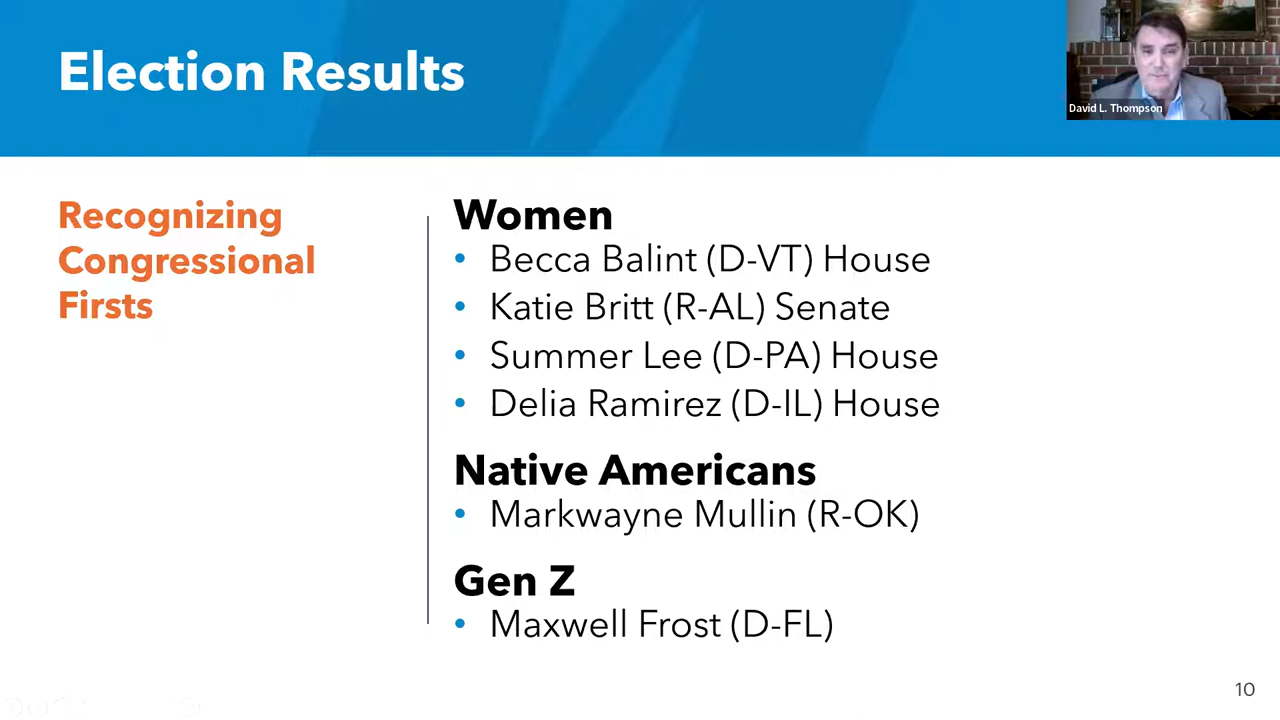 Election Results
David L. Thompson
Recognizing
Congressional
Firsts
Women
• Becca Balint (D-VT) House
• Katie Britt (R-AL) Senate
• Summer Lee (D-PA) House
• Delia Ramirez (D-IL) House
Native Americans
• Markwayne Mullin (R-OK)
Gen Z
• Maxwell Frost (D-FL)
10